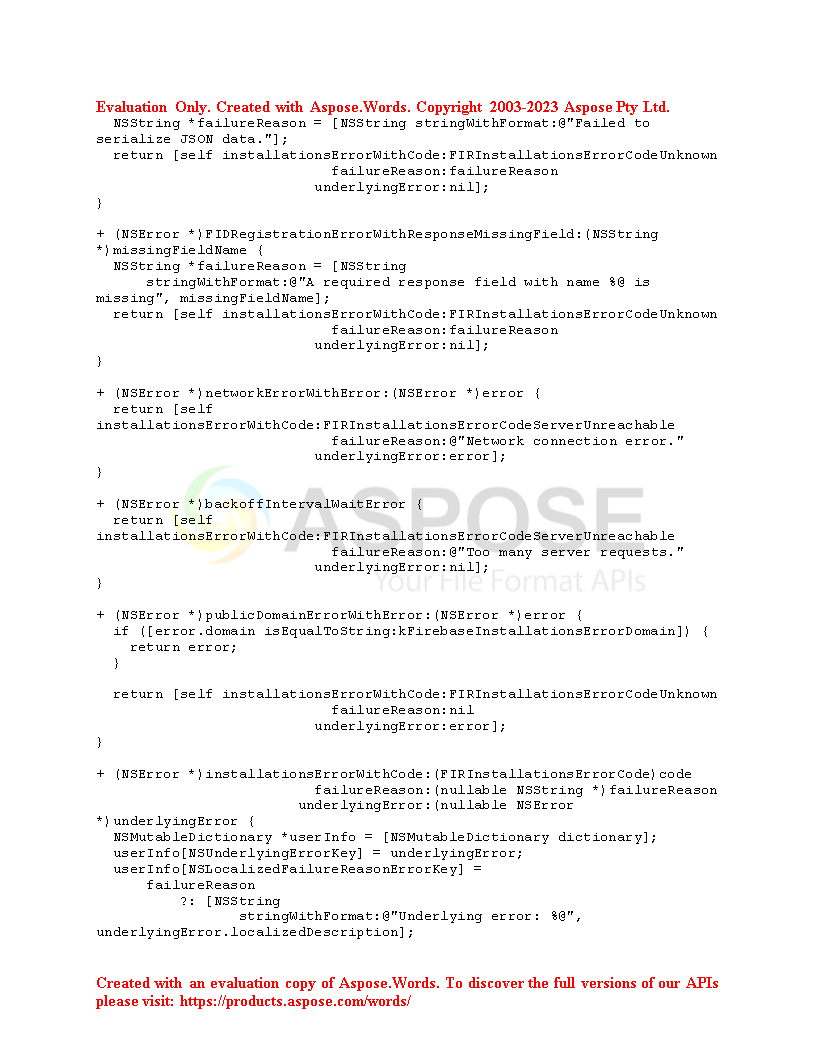 Evaluation Only. Created with Aspose.Words. Copyright 2003-2023 Aspose Pty Ltd.
  NSString *failureReason = [NSString stringWithFormat:@"Failed to
serialize JSON data."];
  return [self installationsErrorWithCode:FIRInstallationsErrorCodeUnknown
                            failureReason:failureReason
                          underlyingError:nil];
}

+ (NSError *)FIDRegistrationErrorWithResponseMissingField:(NSString
*)missingFieldName {
  NSString *failureReason = [NSString
      stringWithFormat:@"A required response field with name %@ is
missing", missingFieldName];
  return [self installationsErrorWithCode:FIRInstallationsErrorCodeUnknown
                            failureReason:failureReason
                          underlyingError:nil];
}

+ (NSError *)networkErrorWithError:(NSError *)error {
  return [self
installationsErrorWithCode:FIRInstallationsErrorCodeServerUnreachable
                            failureReason:@"Network connection error."
                          underlyingError:error];
}

+ (NSError *)backoffIntervalWaitError {
  return [self
installationsErrorWithCode:FIRInstallationsErrorCodeServerUnreachable
                            failureReason:@"Too many server requests."
                          underlyingError:nil];
}
ASPOSE
Your File Format APIs

+ (NSError *)publicDomainErrorWithError:(NSError *)error {
  if ([error.domain isEqualToString:kFirebaseInstallationsErrorDomain]) {
    return error;
  }

  return [self installationsErrorWithCode:FIRInstallationsErrorCodeUnknown
                            failureReason:nil
                          underlyingError:error];
}

+ (NSError *)installationsErrorWithCode:(FIRInstallationsErrorCode)code
                          failureReason:(nullable NSString *)failureReason
                        underlyingError:(nullable NSError
*)underlyingError {
  NSMutableDictionary *userInfo = [NSMutableDictionary dictionary];
  userInfo[NSUnderlyingErrorKey] = underlyingError;
  userInfo[NSLocalizedFailureReasonErrorKey] =
      failureReason
          ?: [NSString
                 stringWithFormat:@"Underlying error: %@",
underlyingError.localizedDescription];
Created with an evaluation copy of Aspose.Words. To discover the full versions of our APIs
please visit: https://products.aspose.com/words/